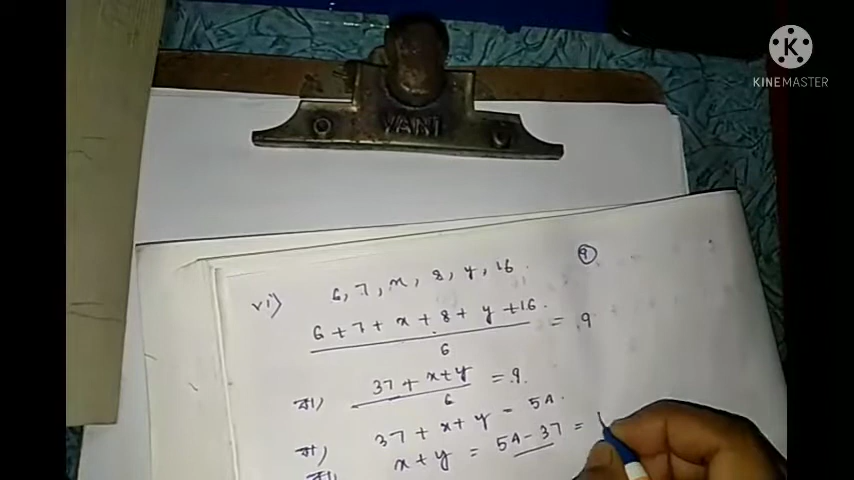 KINEMASTER
VANI
vi) 6, 7, x, 8, y, 16. ⑨
6 + 7 + x + 8 + y + 16. / 6 = 9
বা) 37 + x + y / 6 = 9.
বা) 37 + x + y = 54.
বা) x + y = 54 - 37 =